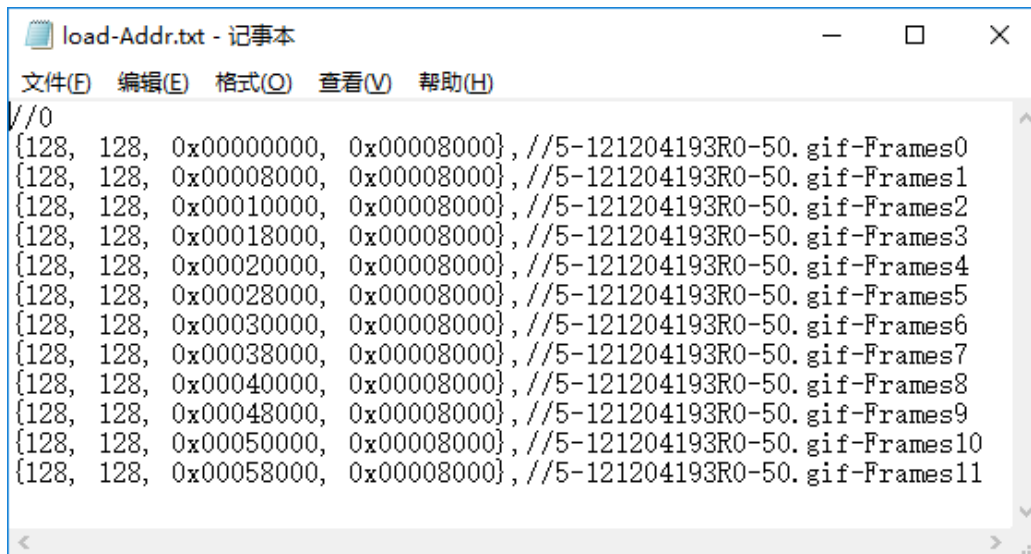 load-Addr.txt - 记事本
文件(F) 编辑(E) 格式(O) 查看(V) 帮助(H)
//0
{128, 128, 0x00000000, 0x00008000},//5-121204193R0-50.gif-Frames0
{128, 128, 0x00008000, 0x00008000},//5-121204193R0-50.gif-Frames1
{128, 128, 0x00010000, 0x00008000},//5-121204193R0-50.gif-Frames2
{128, 128, 0x00018000, 0x00008000},//5-121204193R0-50.gif-Frames3
{128, 128, 0x00020000, 0x00008000},//5-121204193R0-50.gif-Frames4
{128, 128, 0x00028000, 0x00008000},//5-121204193R0-50.gif-Frames5
{128, 128, 0x00030000, 0x00008000},//5-121204193R0-50.gif-Frames6
{128, 128, 0x00038000, 0x00008000},//5-121204193R0-50.gif-Frames7
{128, 128, 0x00040000, 0x00008000},//5-121204193R0-50.gif-Frames8
{128, 128, 0x00048000, 0x00008000},//5-121204193R0-50.gif-Frames9
{128, 128, 0x00050000, 0x00008000},//5-121204193R0-50.gif-Frames10
{128, 128, 0x00058000, 0x00008000},//5-121204193R0-50.gif-Frames11